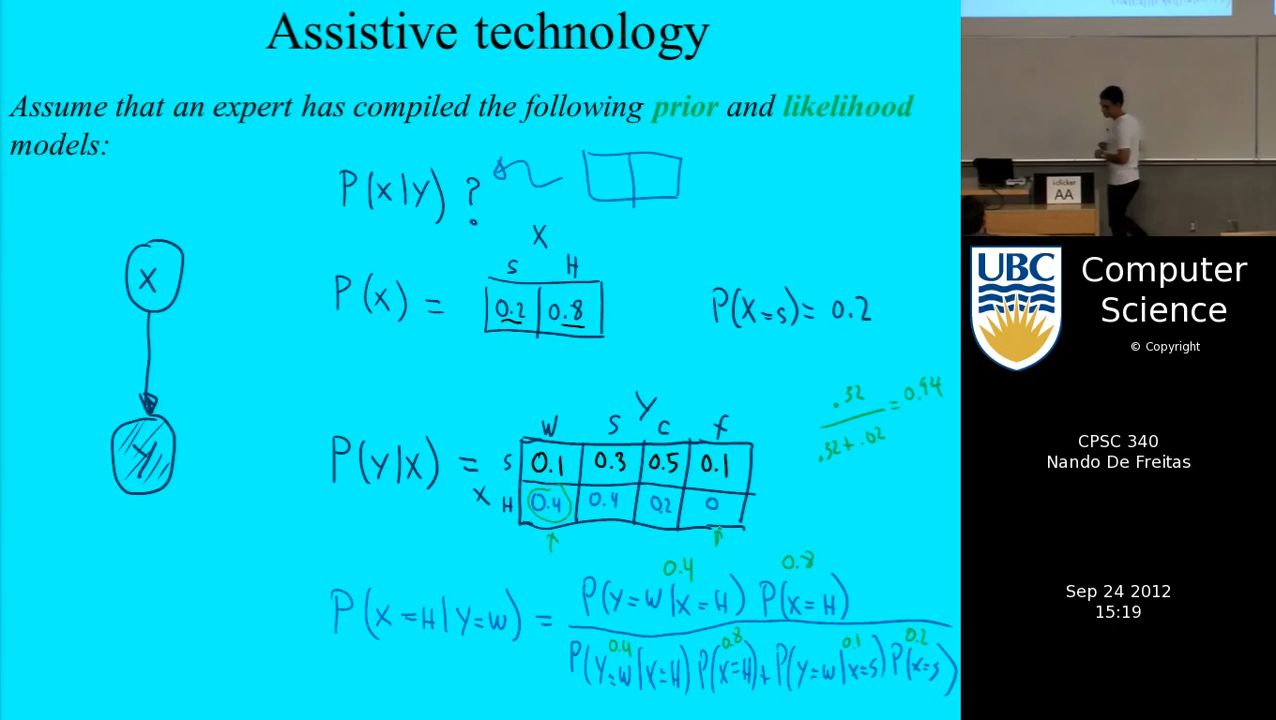 Assistive technology
Assume that an expert has compiled the following prior and likelihood
models:
P(X|Y) ?
X
S H
P(X) = 0.2 0.8
P(X=S)= 0.2
X
Y
.32
.32+.02
= 0.94
Y
W S C F
P(Y|X) = S 0.1 0.3 0.5 0.1
X H 0.4 0.4 0.2 0
0.4 0.8
P(X=H|Y=W) = P(Y=W|X=H) P(X=H)
0.4 0.8 0.1 0.2
P(Y=W|X=H) P(X=H)+P(Y=W|X=S) P(X=S)
i-clicker
AA
UBC
Computer
Science
© Copyright
CPSC 340
Nando De Freitas
Sep 24 2012
15:19